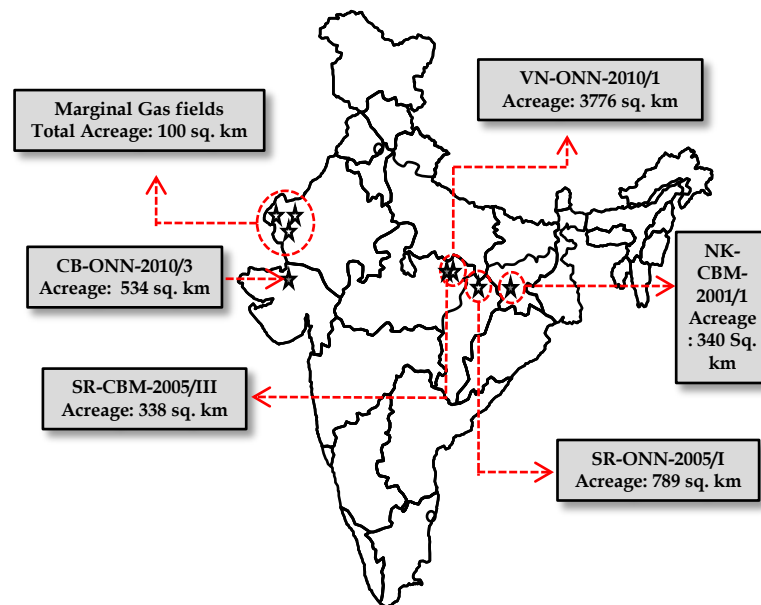 VN-ONN-2010/1
Acreage: 3776 sq. km
Marginal Gas fields
Total Acreage: 100 sq. km
CB-ONN-2010/3
Acreage: 534 sq. km
NK-
CBM-
2001/1
Acreage
: 340 Sq.
km
SR-CBM-2005/III
Acreage: 338 sq. km
SR-ONN-2005/I
Acreage: 789 sq. km